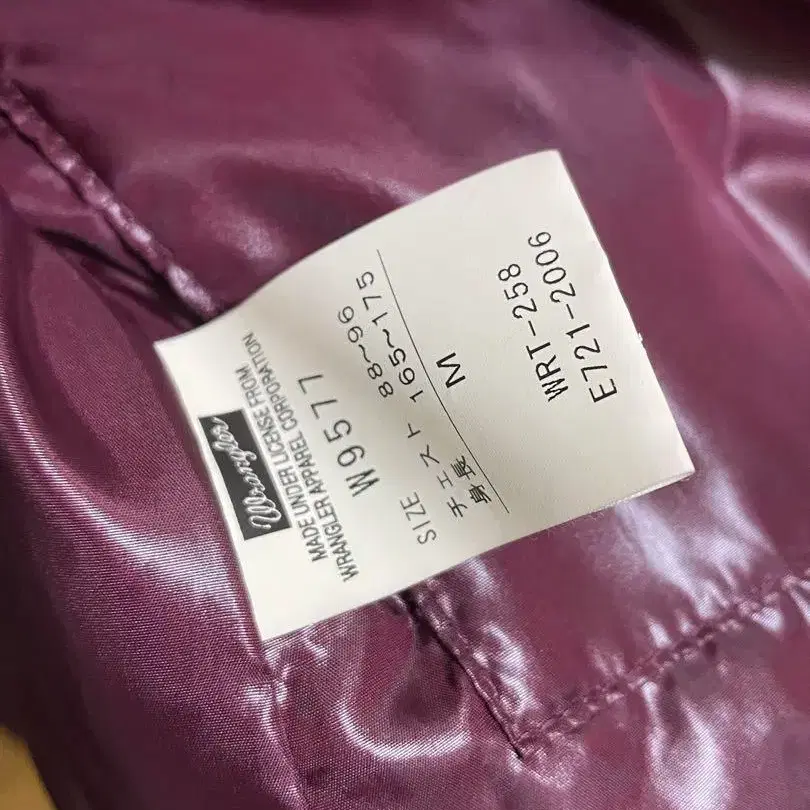 Wrangler
MADE UNDER LICENSE FROM
WRANGLER APPAREL CORPORATION
W9577
SIZE
チェスト 88~96
身長 165~175
M
WRT-258
E721-2006